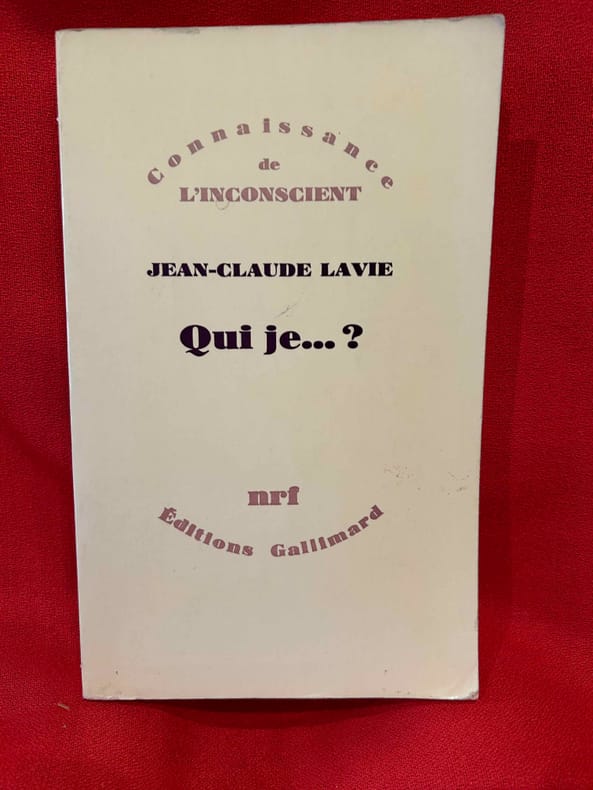 Connaissance
de
L'INCONSCIENT
JEAN-CLAUDE LAVIE
Qui je... ?
nrf
Éditions Gallimard